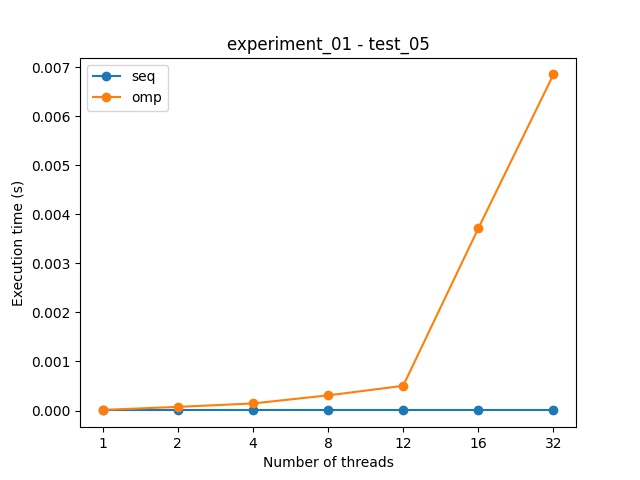 experiment_01 - test_05
seq
omp
0.007
0.006
0.005
0.004
0.003
0.002
0.001
0.000
Execution time (s)
1 2 4 8 12 16 32
Number of threads